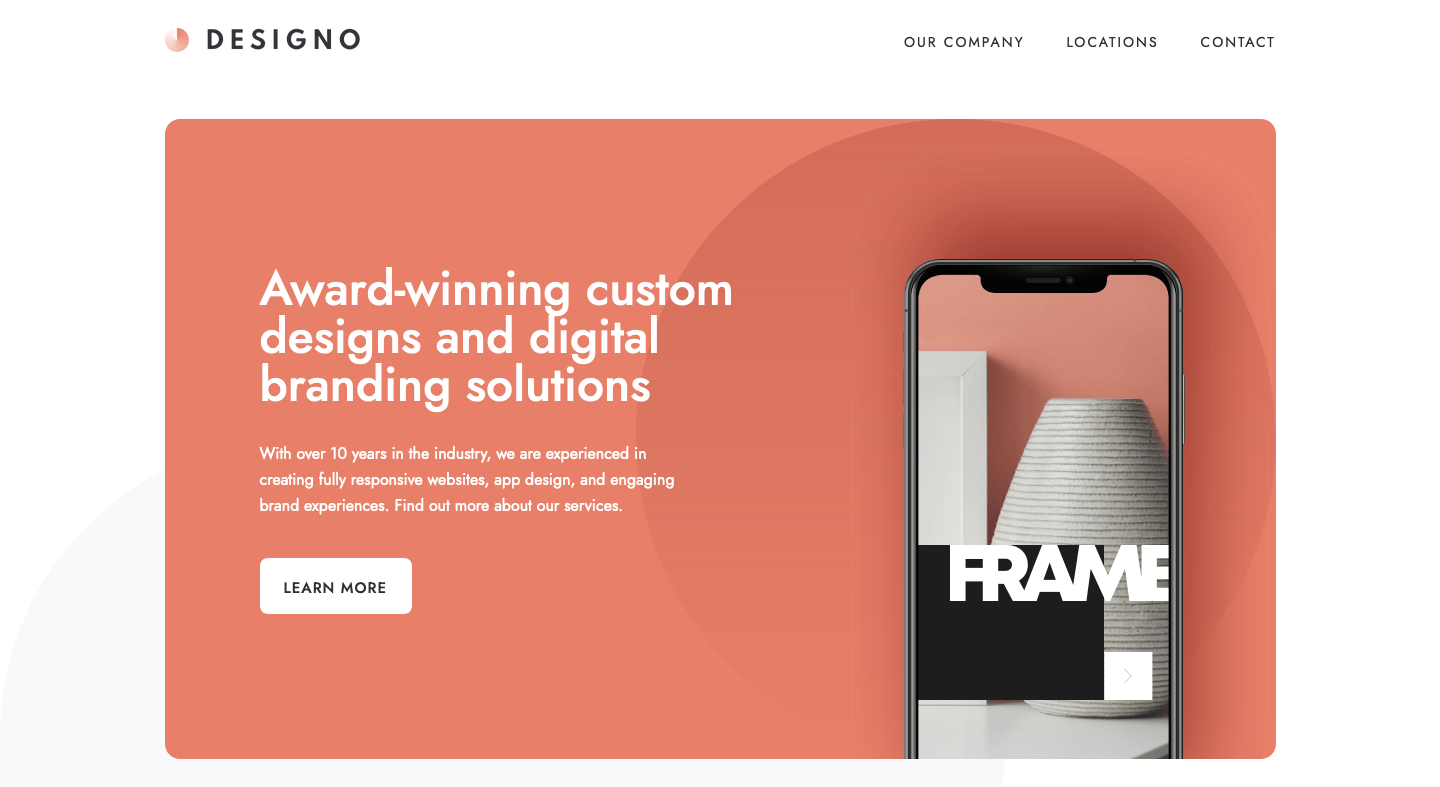 DESIGNO
OUR COMPANY
LOCATIONS
CONTACT
Award-winning custom
designs and digital
branding solutions
With over 10 years in the industry, we are experienced in
creating fully responsive websites, app design, and engaging
brand experiences. Find out more about our services.
LEARN MORE
FRAME